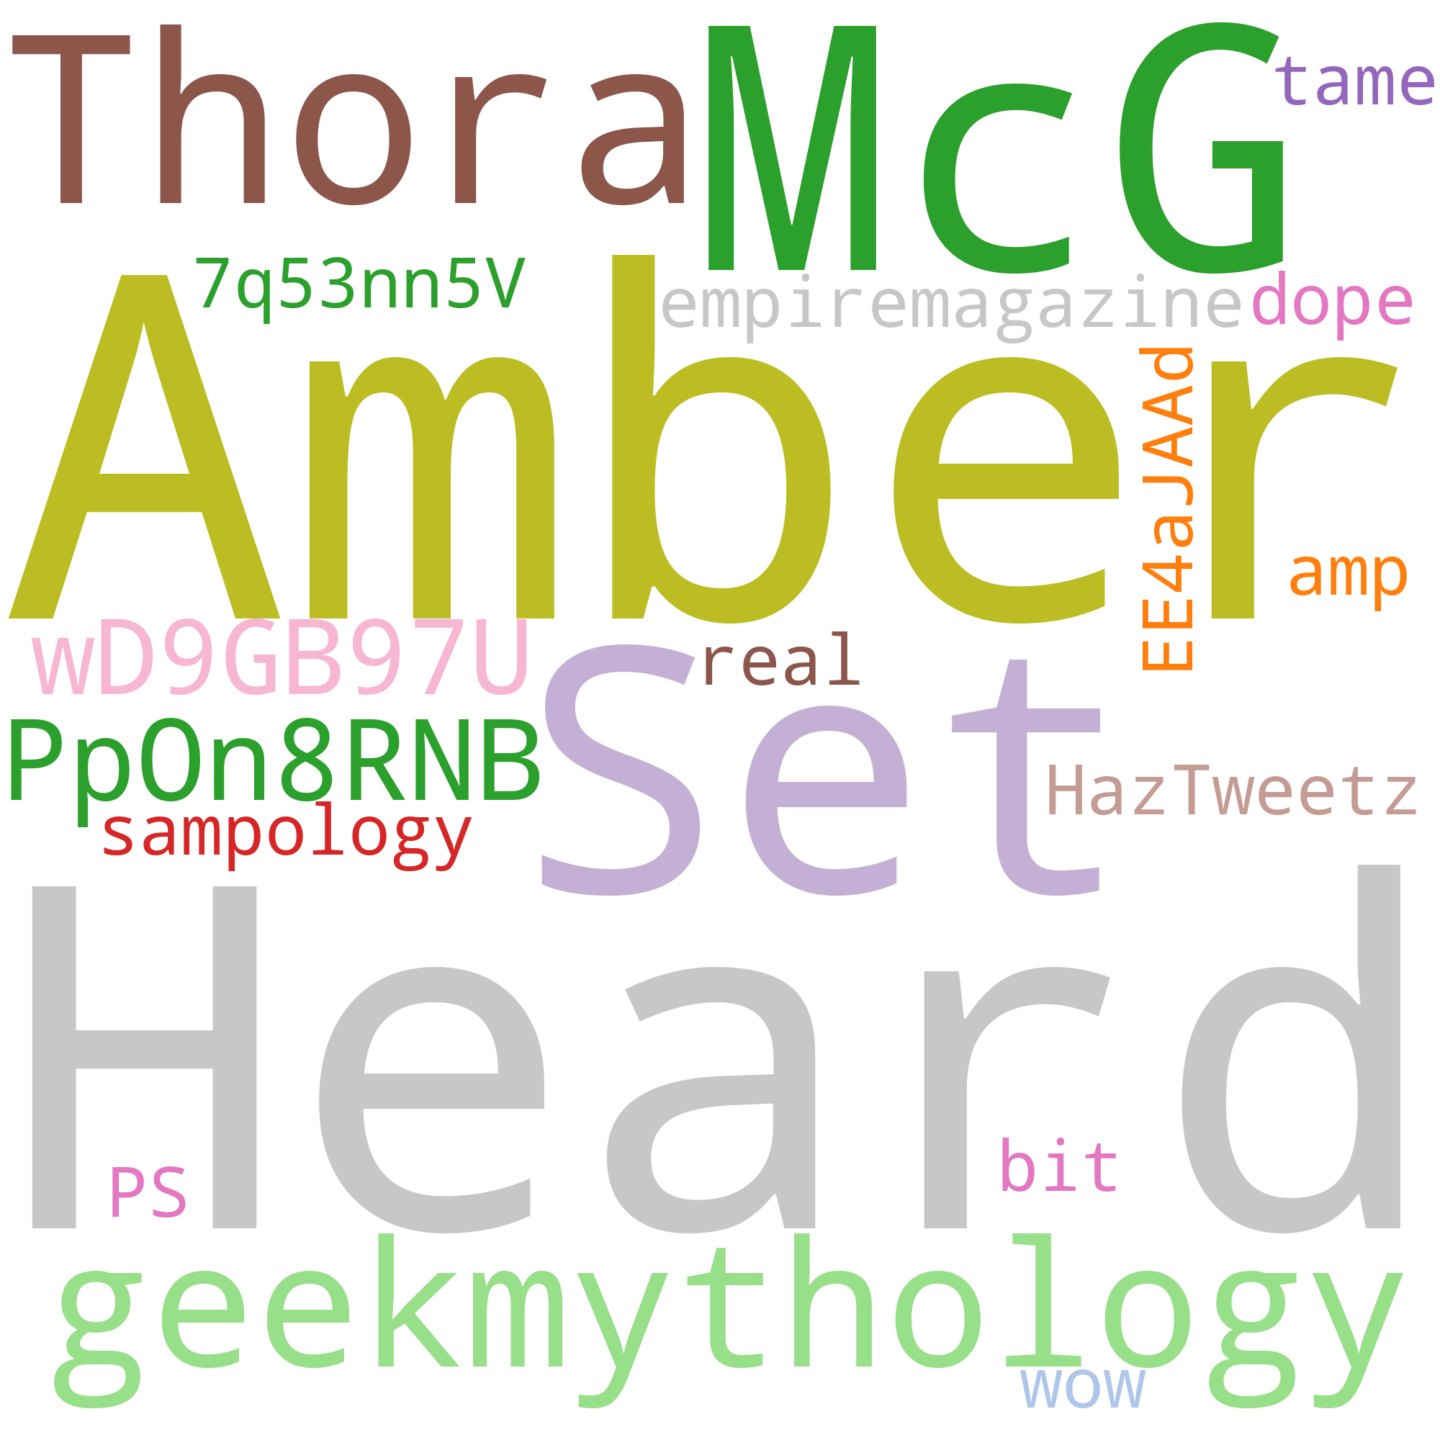 Thora
McG
tame
7q53nn5V
empiremagazine
dope
Amber
EE4aJAAd
amp
wD9GB97U
real
Set
PpOn8RNB
HazTweetz
sampology
Heard
PS
bit
geekmythology
wow